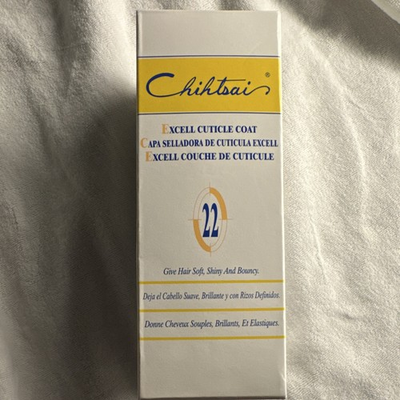 Chihtsai ®
EXCELL CUTICLE COAT
CAPA SELLADORA DE CUTICULA EXCELL
EXCELL COUCHE DE CUTICULE
22
Give Hair Soft, Shiny And Bouncy.
Deja el Cabello Suave, Brillante y con Rizos Definidos.
Donne Cheveux Souples, Brillants, Et Elastiques.